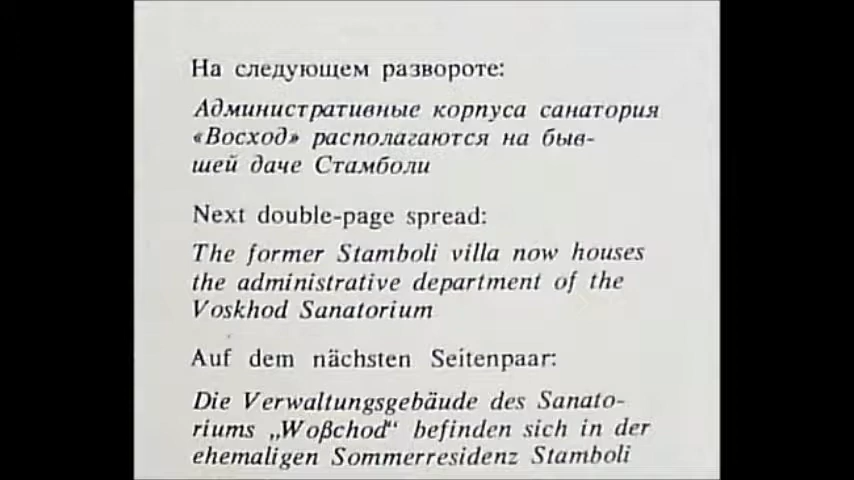 На следующем развороте:
Административные корпуса санатория
«Восход» располагаются на быв-
шей даче Стамболи
Next double-page spread:
The former Stamboli villa now houses
the administrative department of the
Voskhod Sanatorium
Auf dem nächsten Seitenpaar:
Die Verwaltungsgebäude des Sanato-
riums „Woßchod“ befinden sich in der
ehemaligen Sommerresidenz Stamboli